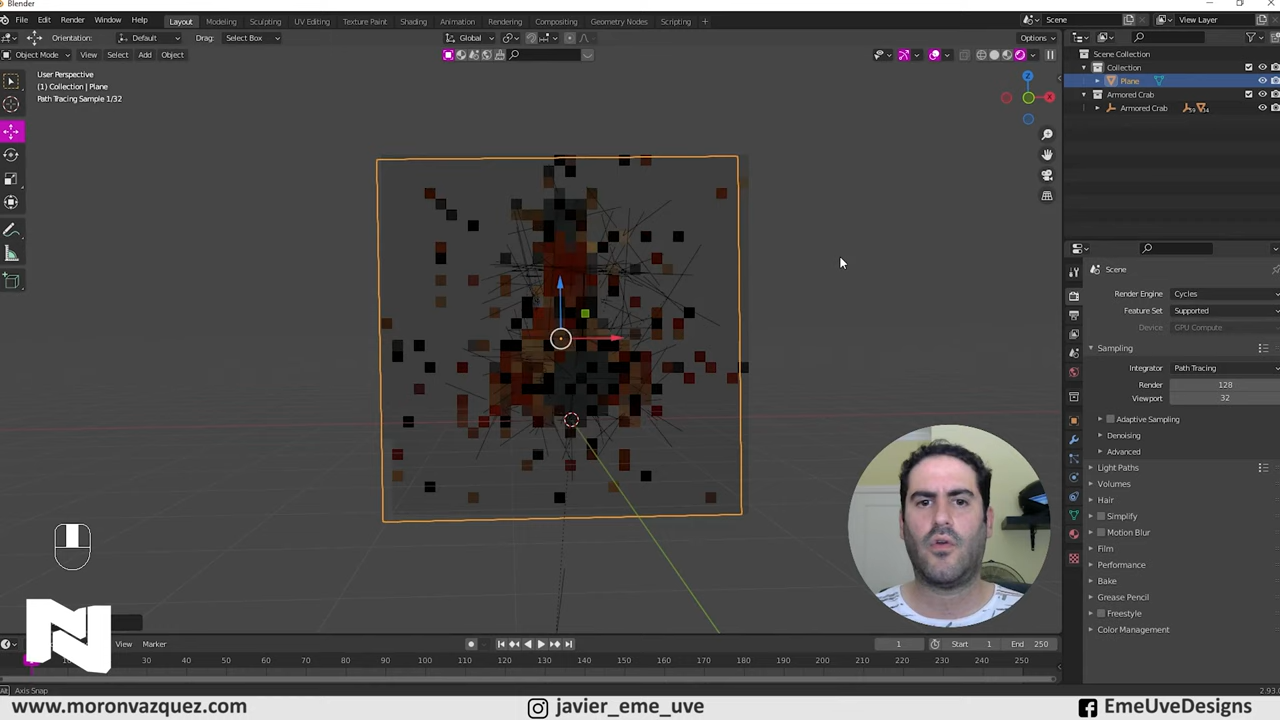 Blender
File Edit Render Window Help Layout Modeling Sculpting UV Editing Texture Paint Shading Animation Rendering Compositing Geometry Nodes Scripting + Scene View Layer
Orientation: Default Drag: Select Box Global Options
Object Mode View Select Add Object
User Perspective
(1) Collection | Plane
Path Tracing Sample 1/32
Z
X
Scene Collection
Collection
Plane
Armored Crab
Armored Crab
Scene
Render Engine Cycles
Feature Set Supported
Device GPU Compute
Sampling
Integrator Path Tracing
Render 128
Viewport 32
Adaptive Sampling
Denoising
Advanced
Light Paths
Volumes
Hair
Simplify
Motion Blur
Film
Performance
Bake
Grease Pencil
Freestyle
Color Management
N
View Marker 1 Start 1 End 250
30 40 50 60 70 80 90 100 110 120 130 140 150 160 170 180 190 200 210 220 230 240 250
Axis Snap
www.moronvazquez.com javier_eme_uve EmeUveDesigns